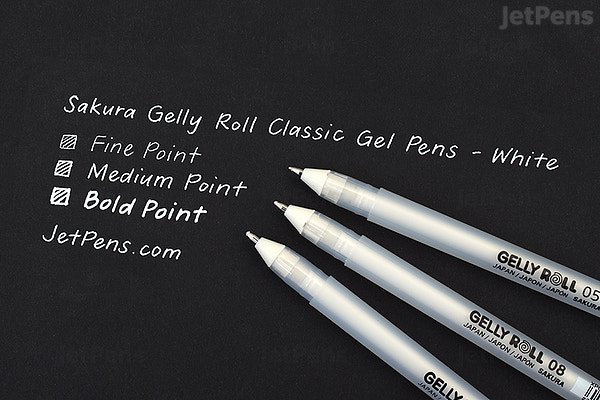 JetPens
Sakura Gelly Roll Classic Gel Pens - White
Fine Point
Medium Point
Bold Point
JetPens.com
GELLY ROLL 05
JAPAN/JAPON/JAPÓN SAKURA
GELLY ROLL 08
JAPAN/JAPON/JAPÓN SAKURA
GELLY